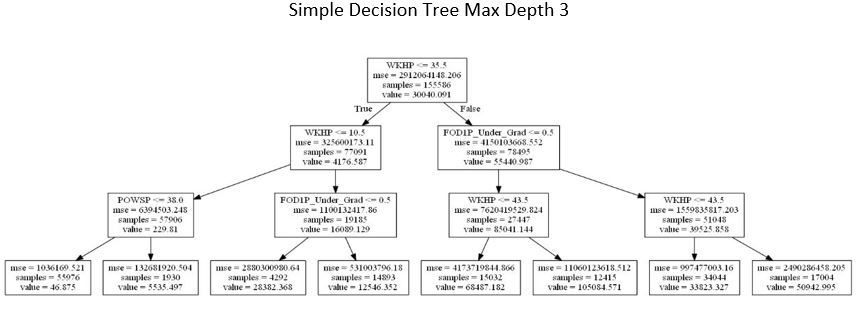 Simple Decision Tree Max Depth 3
WKHP <= 35.5
mse = 2912064148.206
samples = 155586
value = 30040.091
True
False
WKHP <= 10.5
mse = 325600173.11
samples = 77091
value = 4176.587
FOD1P_Under_Grad <= 0.5
mse = 4150103668.552
samples = 78495
value = 55440.987
POWSP <= 38.0
mse = 6394503.248
samples = 57906
value = 229.81
FOD1P_Under_Grad <= 0.5
mse = 1100132417.86
samples = 19185
value = 16089.129
WKHP <= 43.5
mse = 7620419529.824
samples = 27447
value = 85041.144
WKHP <= 43.5
mse = 1559835817.203
samples = 51048
value = 39525.858
mse = 1036169.521
samples = 55976
value = 46.875
mse = 132681920.504
samples = 1930
value = 5535.497
mse = 2880300980.64
samples = 4292
value = 28382.368
mse = 531003796.18
samples = 14893
value = 12546.352
mse = 4173719844.866
samples = 15032
value = 68487.182
mse = 11060123618.512
samples = 12415
value = 105084.571
mse = 997477003.16
samples = 34044
value = 33823.327
mse = 2490286458.205
samples = 17004
value = 50942.995